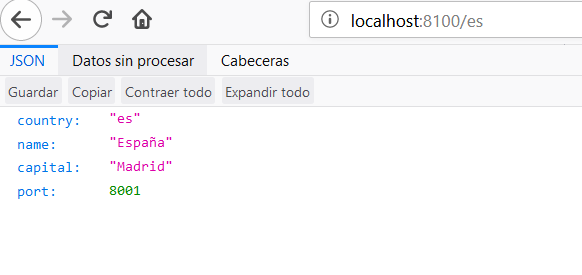 localhost:8100/es
JSON Datos sin procesar Cabeceras
Guardar Copiar Contraer todo Expandir todo
country: "es"
name: "España"
capital: "Madrid"
port: 8001